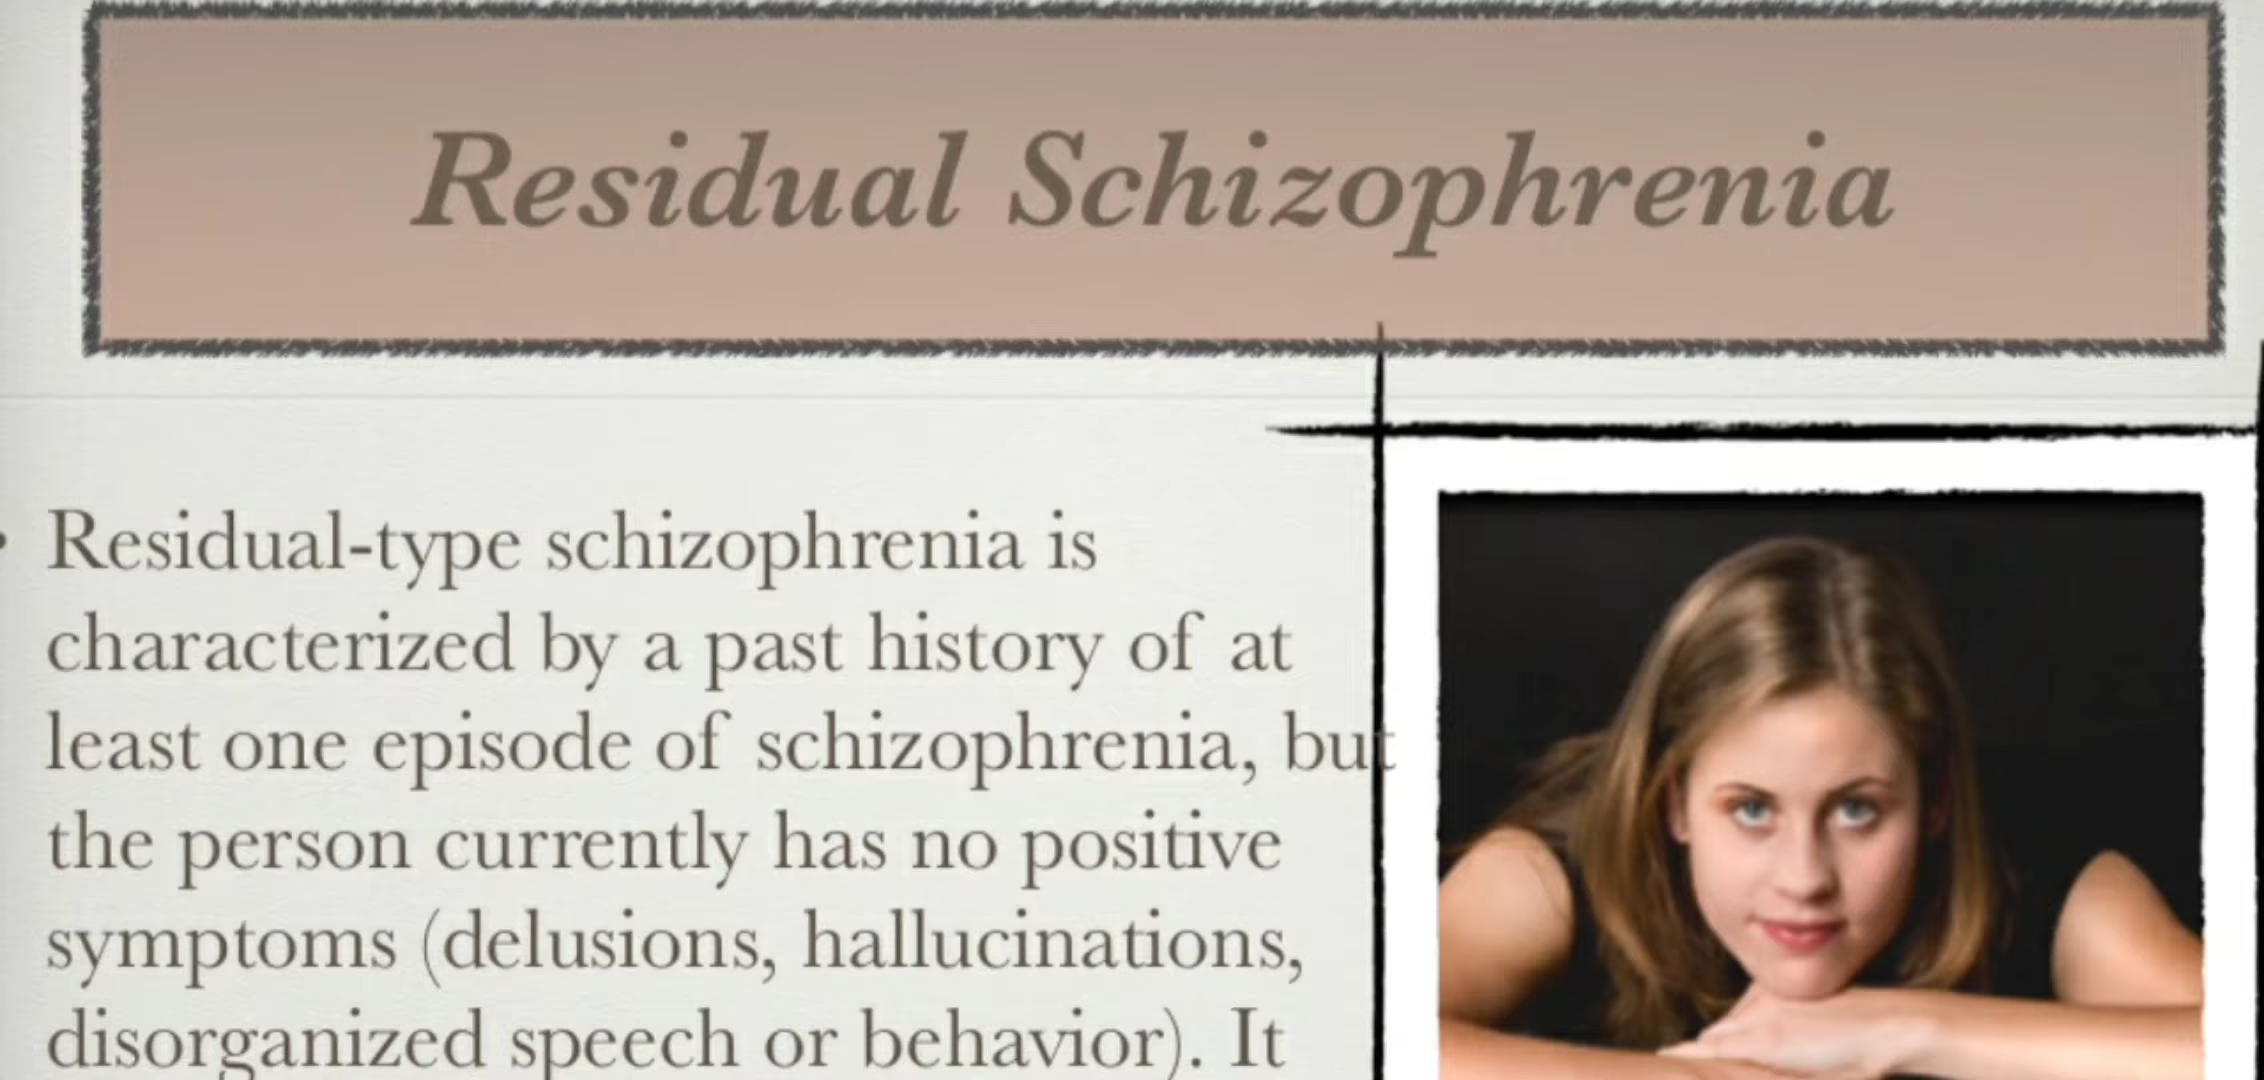 Residual Schizophrenia
• Residual-type schizophrenia is
characterized by a past history of at
least one episode of schizophrenia, but
the person currently has no positive
symptoms (delusions, hallucinations,
disorganized speech or behavior). It